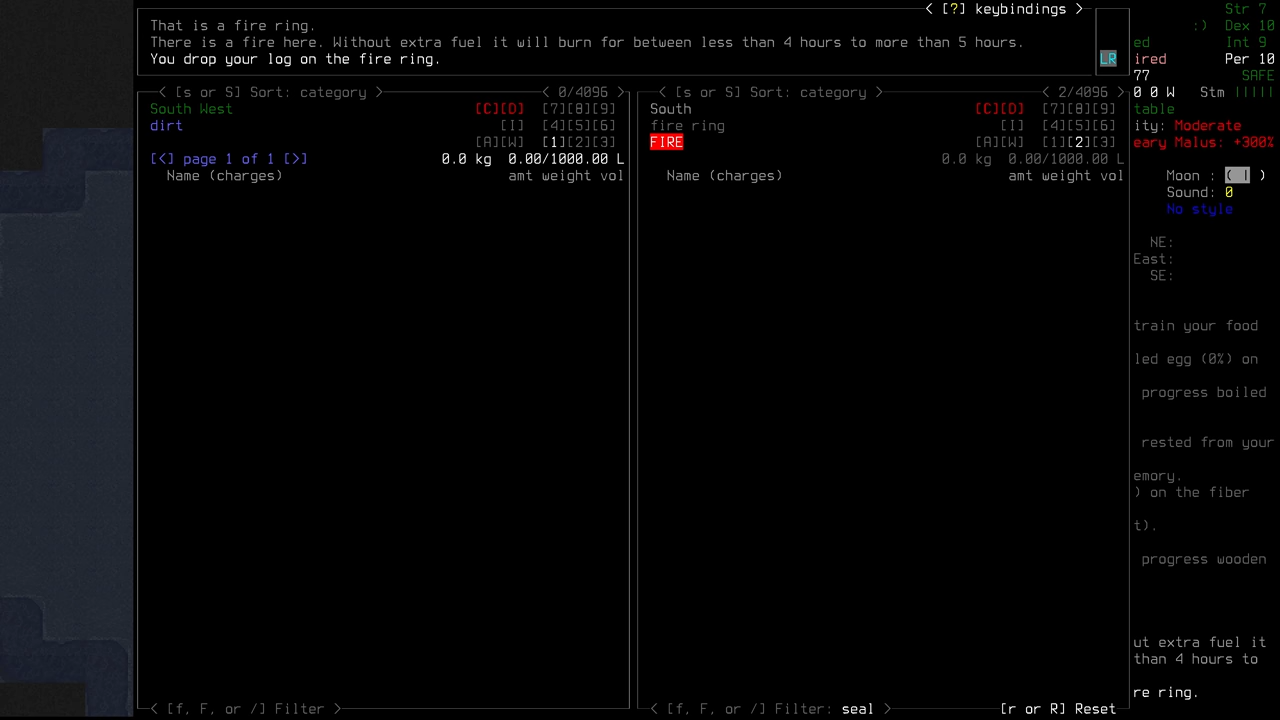 < [?] keybindings >
That is a fire ring.
There is a fire here. Without extra fuel it will burn for between less than 4 hours to more than 5 hours.
You drop your log on the fire ring.
LR
< [s or S] Sort: category >
< 0/4096 >
South West
[C][D] [7][8][9]
dirt
[I] [4][5][6]
[A][W] [1][2][3]
[<] page 1 of 1 [>]
0.0 kg 0.00/1000.00 L
Name (charges)
amt weight vol
< [f, F, or /] Filter >
< [s or S] Sort: category >
< 2/4096 >
South
[C][D] [7][8][9]
fire ring
[I] [4][5][6]
FIRE
[A][W] [1][2][3]
0.0 kg 0.00/1000.00 L
Name (charges)
amt weight vol
< [f, F, or /] Filter: seal >
[r or R] Reset
Str 7
:) Dex 10
ed Int 9
ired Per 10
77 SAFE
0 0 W Stm |||||
table
ity: Moderate
eary Malus: +300%
Moon : ( | )
Sound: 0
No style
NE:
East:
SE:
train your food
led egg (0%) on
progress boiled
rested from your
emory.
) on the fiber
t).
progress wooden
ut extra fuel it
than 4 hours to
re ring.